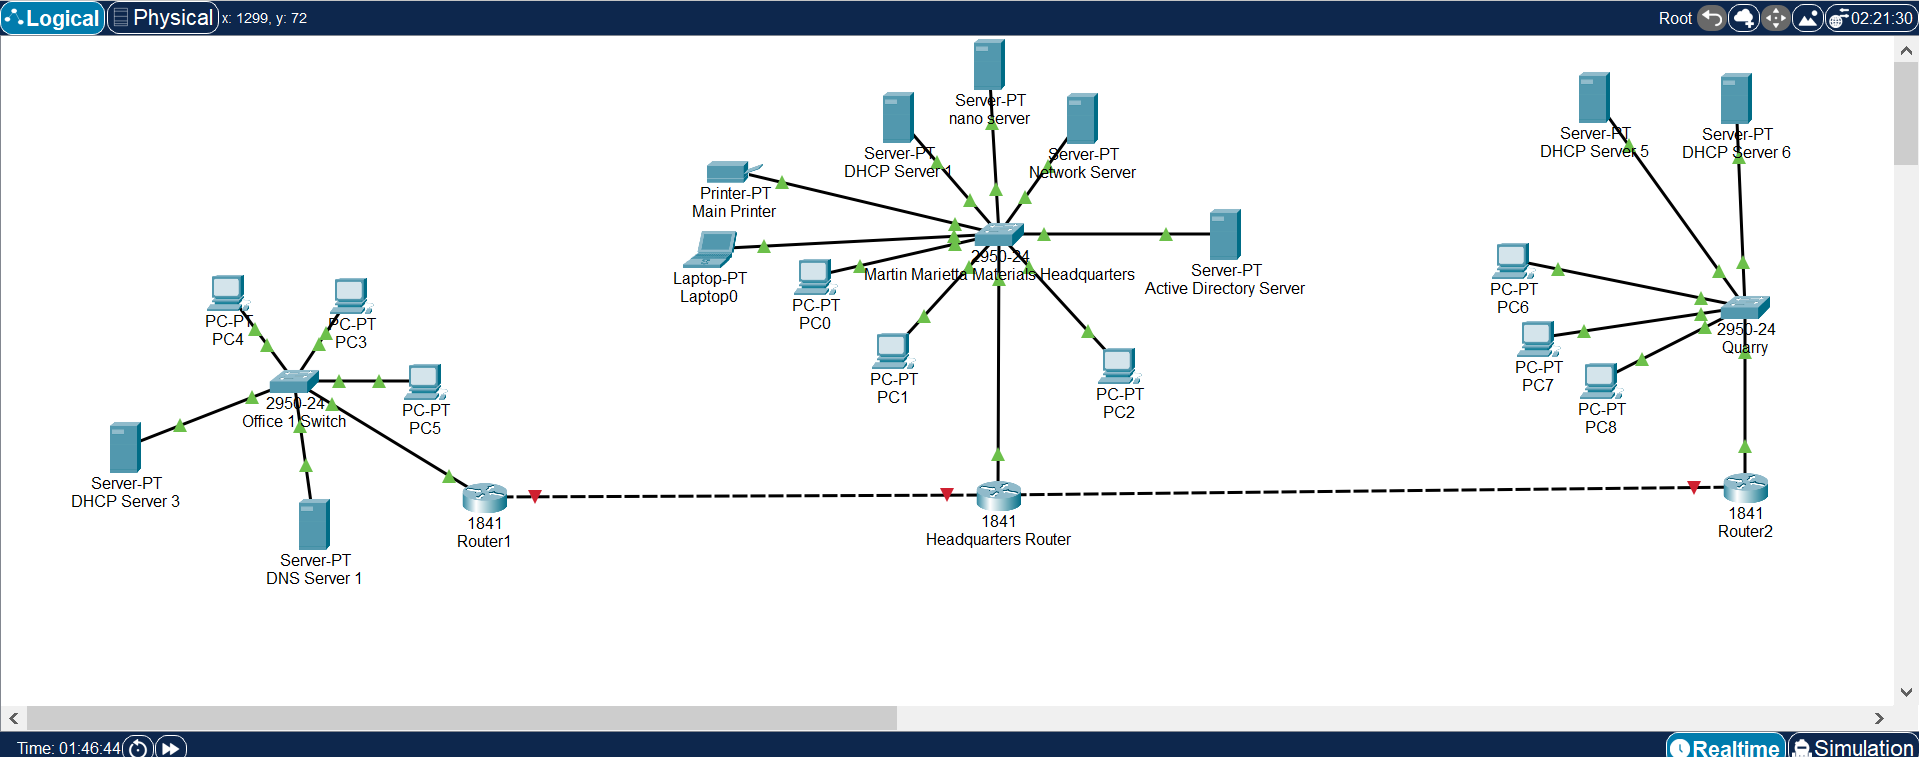 Logical
Physical
x: 1299, y: 72
Root
02:21:30
Server-PT
nano server
Server-PT
DHCP Server 1
Server-PT
Network Server
Server-PT
DHCP Server 5
Server-PT
DHCP Server 6
Printer-PT
Main Printer
Laptop-PT
Laptop0
2950-24
Martin Marietta Materials Headquarters
Server-PT
Active Directory Server
PC-PT
PC0
PC-PT
PC1
PC-PT
PC2
PC-PT
PC4
PC-PT
PC3
PC-PT
PC5
2950-24
Office 1 Switch
Server-PT
DHCP Server 3
Server-PT
DNS Server 1
PC-PT
PC6
PC-PT
PC7
PC-PT
PC8
2950-24
Quarry
1841
Router1
1841
Headquarters Router
1841
Router2
Time: 01:46:44
Realtime
Simulation